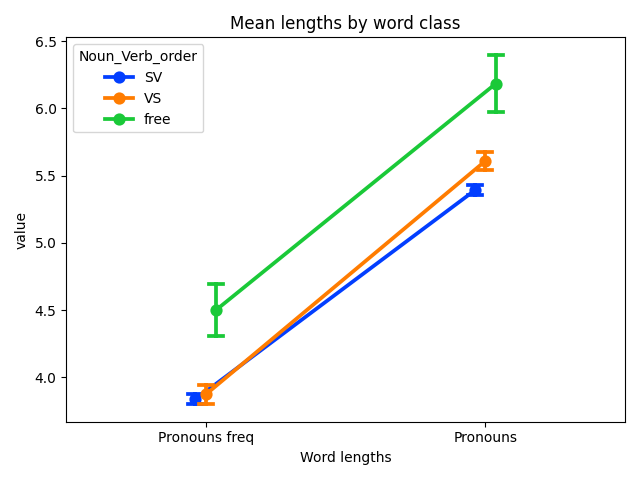 Mean lengths by word class
Noun_Verb_order
SV
VS
free
value
6.5
6.0
5.5
5.0
4.5
4.0
Pronouns freq
Pronouns
Word lengths